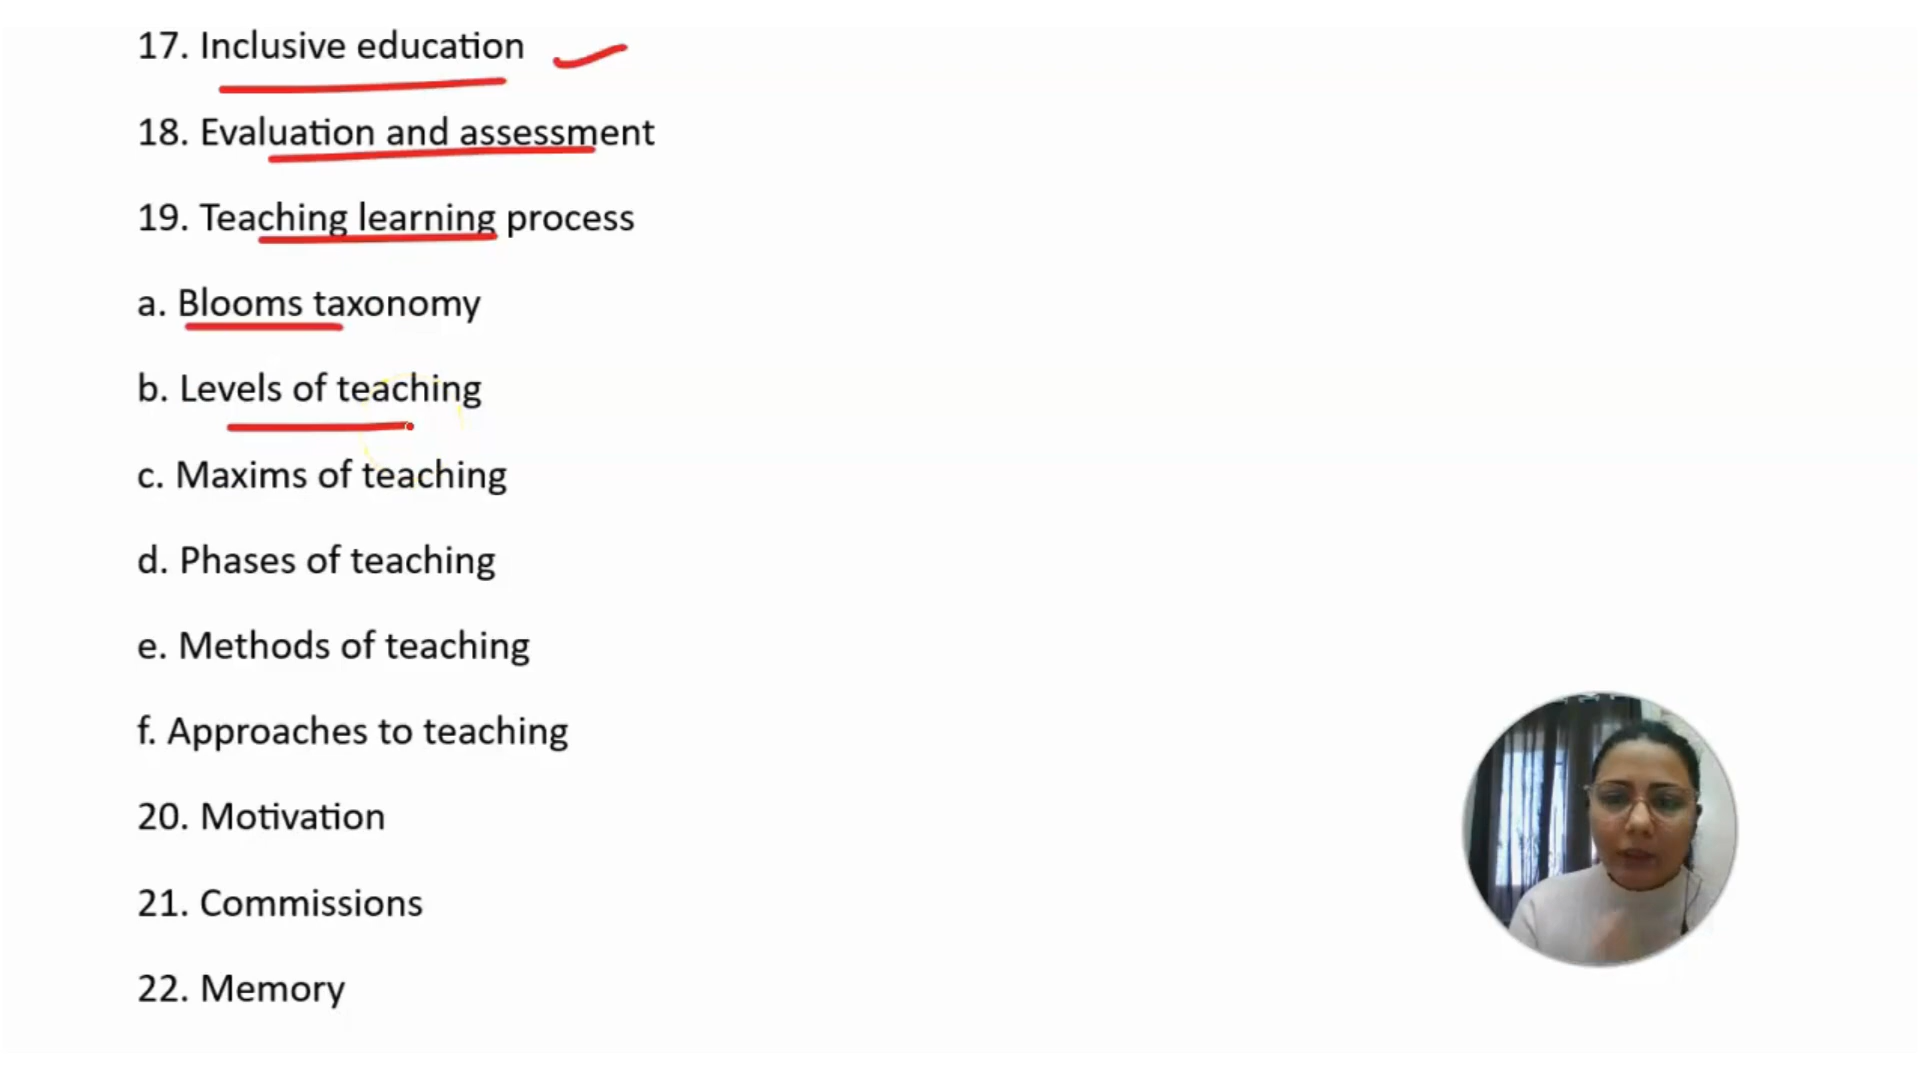 17. Inclusive education
18. Evaluation and assessment
19. Teaching learning process
a. Blooms taxonomy
b. Levels of teaching
c. Maxims of teaching
d. Phases of teaching
e. Methods of teaching
f. Approaches to teaching
20. Motivation
21. Commissions
22. Memory